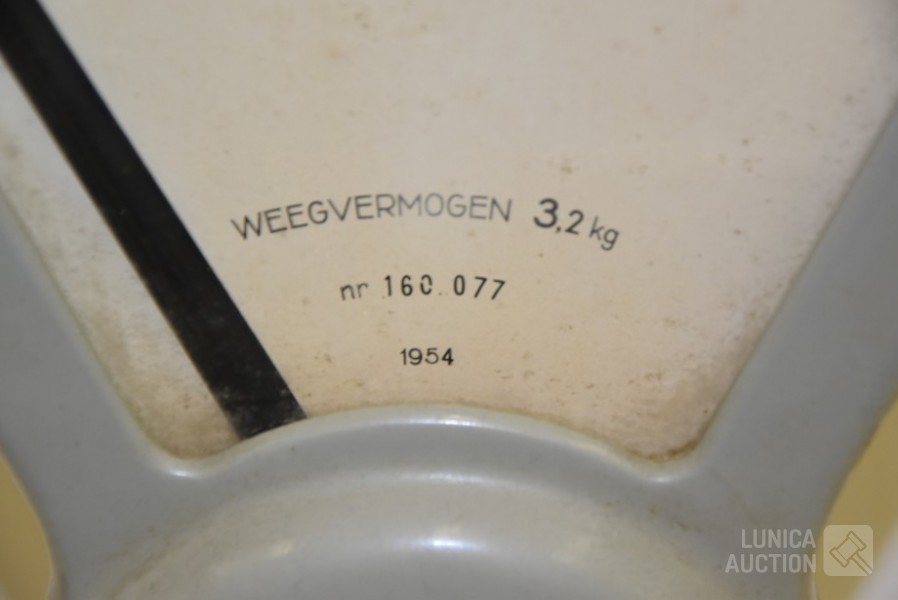 WEEGVERMOGEN 3,2 kg
nr 160.077
1954
LUNICA
AUCTION